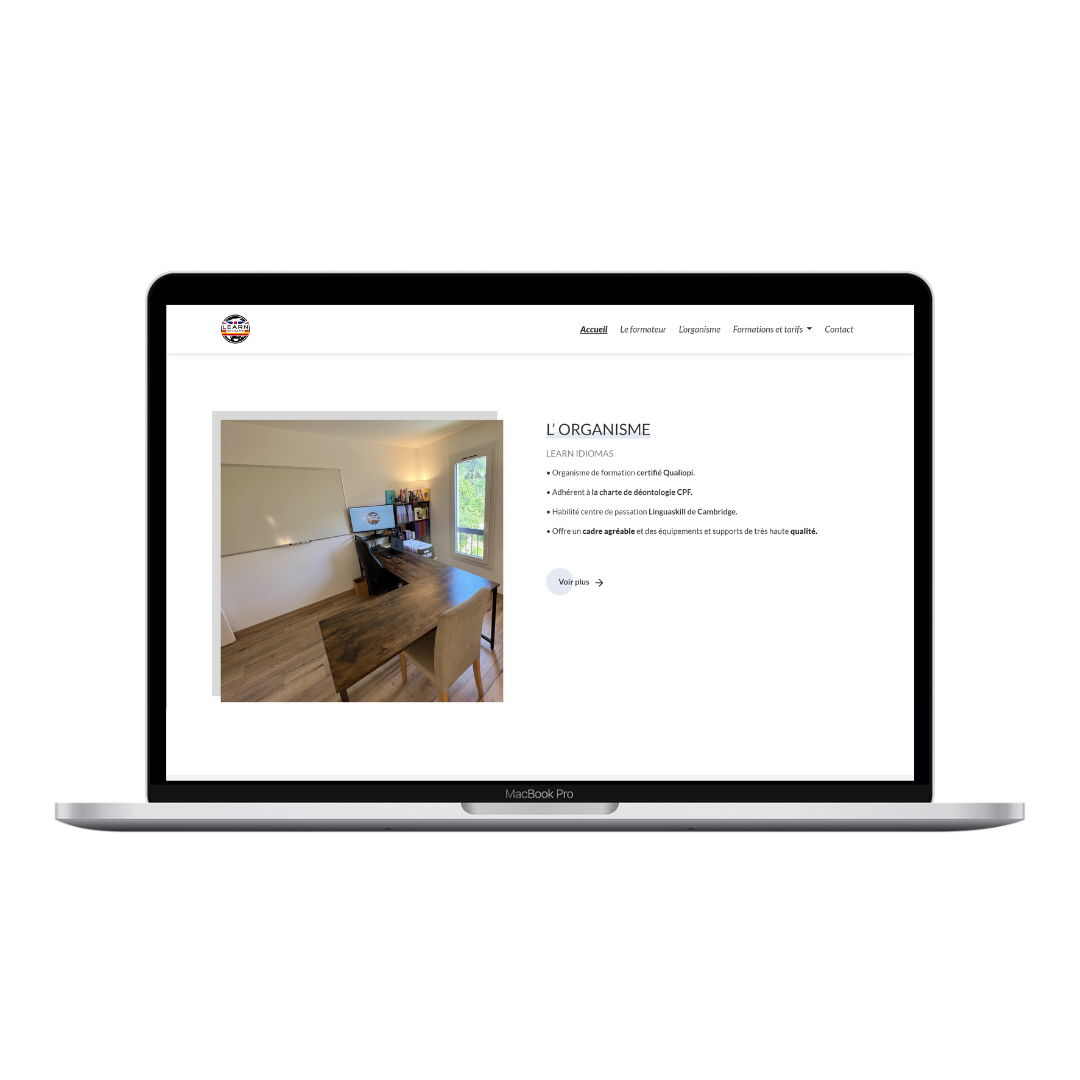 LEARN
Accueil
Le formateur
L'organisme
Formations et tarifs
Contact
L' ORGANISME
LEARN IDIOMAS
• Organisme de formation certifié Qualiopi.
• Adhérent à la charte de déontologie CPF.
• Habilité centre de passation Linguaskill de Cambridge.
• Offre un cadre agréable et des équipements et supports de très haute qualité.
Voir plus →
MacBook Pro